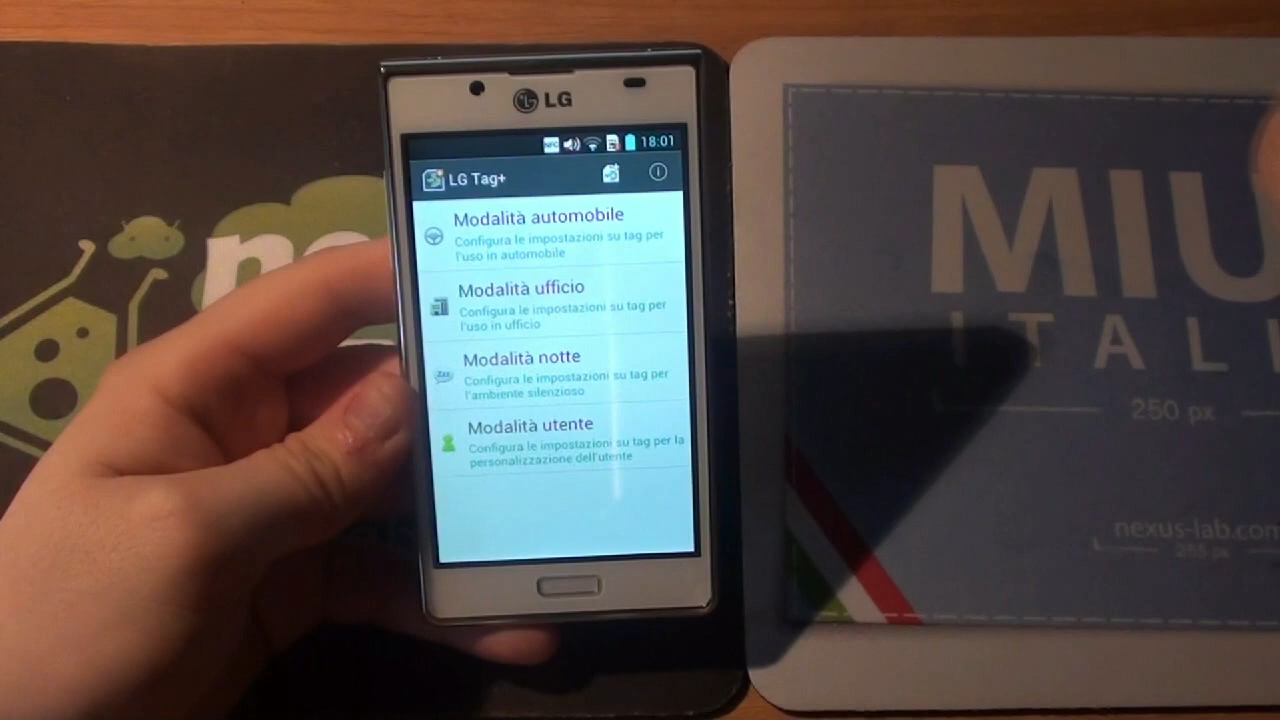 LG
NFC
18:01
LG Tag+
Modalità automobile
Configura le impostazioni su tag per
l'uso in automobile
Modalità ufficio
Configura le impostazioni su tag per
l'uso in ufficio
Modalità notte
Configura le impostazioni su tag per
l'ambiente silenzioso
Modalità utente
Configura le impostazioni su tag per la
personalizzazione dell'utente
MIU
ITALI
250 px
nexus-lab.com